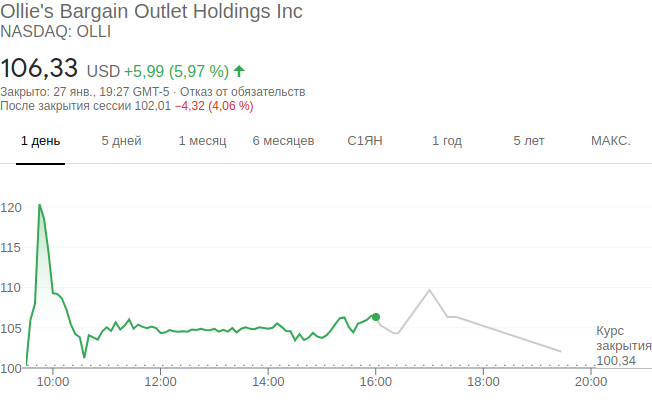 Ollie's Bargain Outlet Holdings Inc
NASDAQ: OLLI
106,33 USD +5,99 (5,97 %)
Закрыто: 27 янв., 19:27 GMT-5 · Отказ от обязательств
После закрытия сессии 102,01 −4,32 (4,06 %)
1 день 5 дней 1 месяц 6 месяцев С1ЯН 1 год 5 лет МАКС.
120
115
110
105
Курс
закрытия
100,34
100
10:00 12:00 14:00 16:00 18:00 20:00